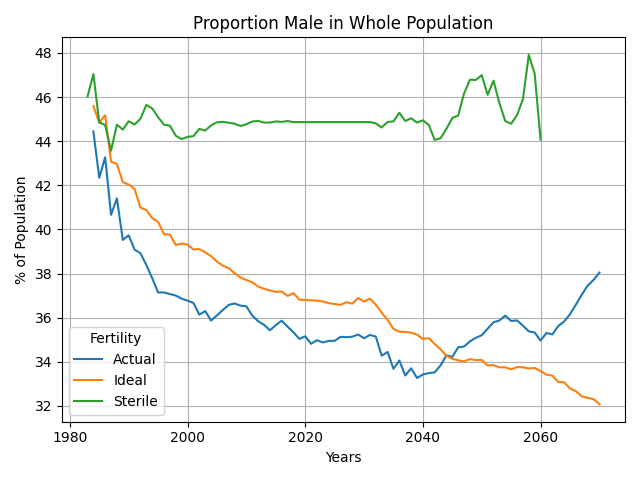 Proportion Male in Whole Population
% of Population
48
46
44
42
40
38
36
34
32
Fertility
Actual
Ideal
Sterile
1980
2000
2020
2040
2060
Years